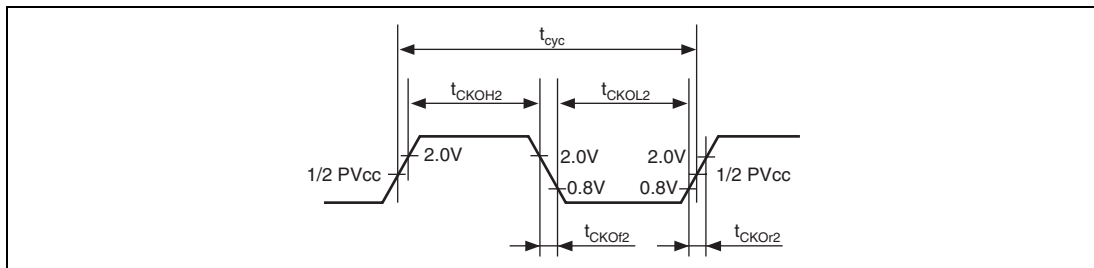 tcyc
tCKOH2 tCKOL2
2.0V 2.0V 2.0V
1/2 PVcc 1/2 PVcc
0.8V 0.8V
tCKOf2 tCKOr2